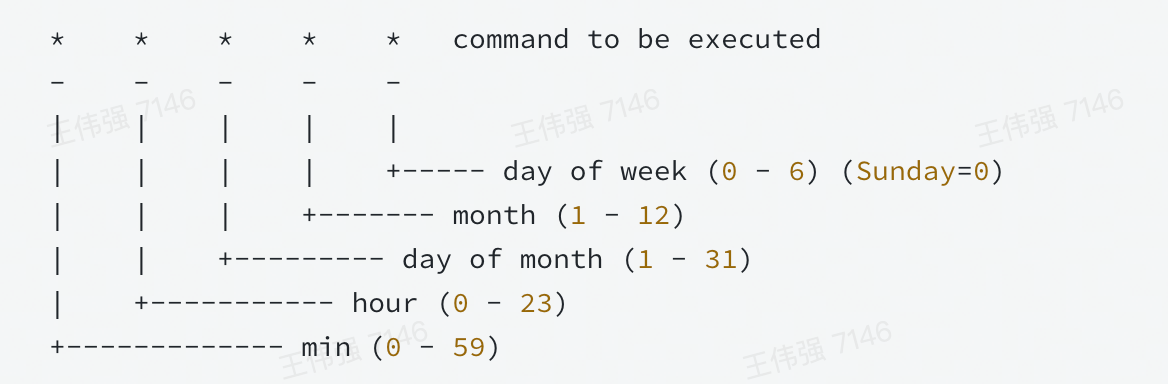 *    *    *    *    *   command to be executed
-    -    -    -    -
|    |    |    |    |
|    |    |    |    +----- day of week (0 - 6) (Sunday=0)
|    |    |    +------- month (1 - 12)
|    |    +--------- day of month (1 - 31)
|    +----------- hour (0 - 23)
+------------- min (0 - 59)
王伟强 7146
王伟强 7146
王伟强 7146
王伟强 7146
王伟强 7146